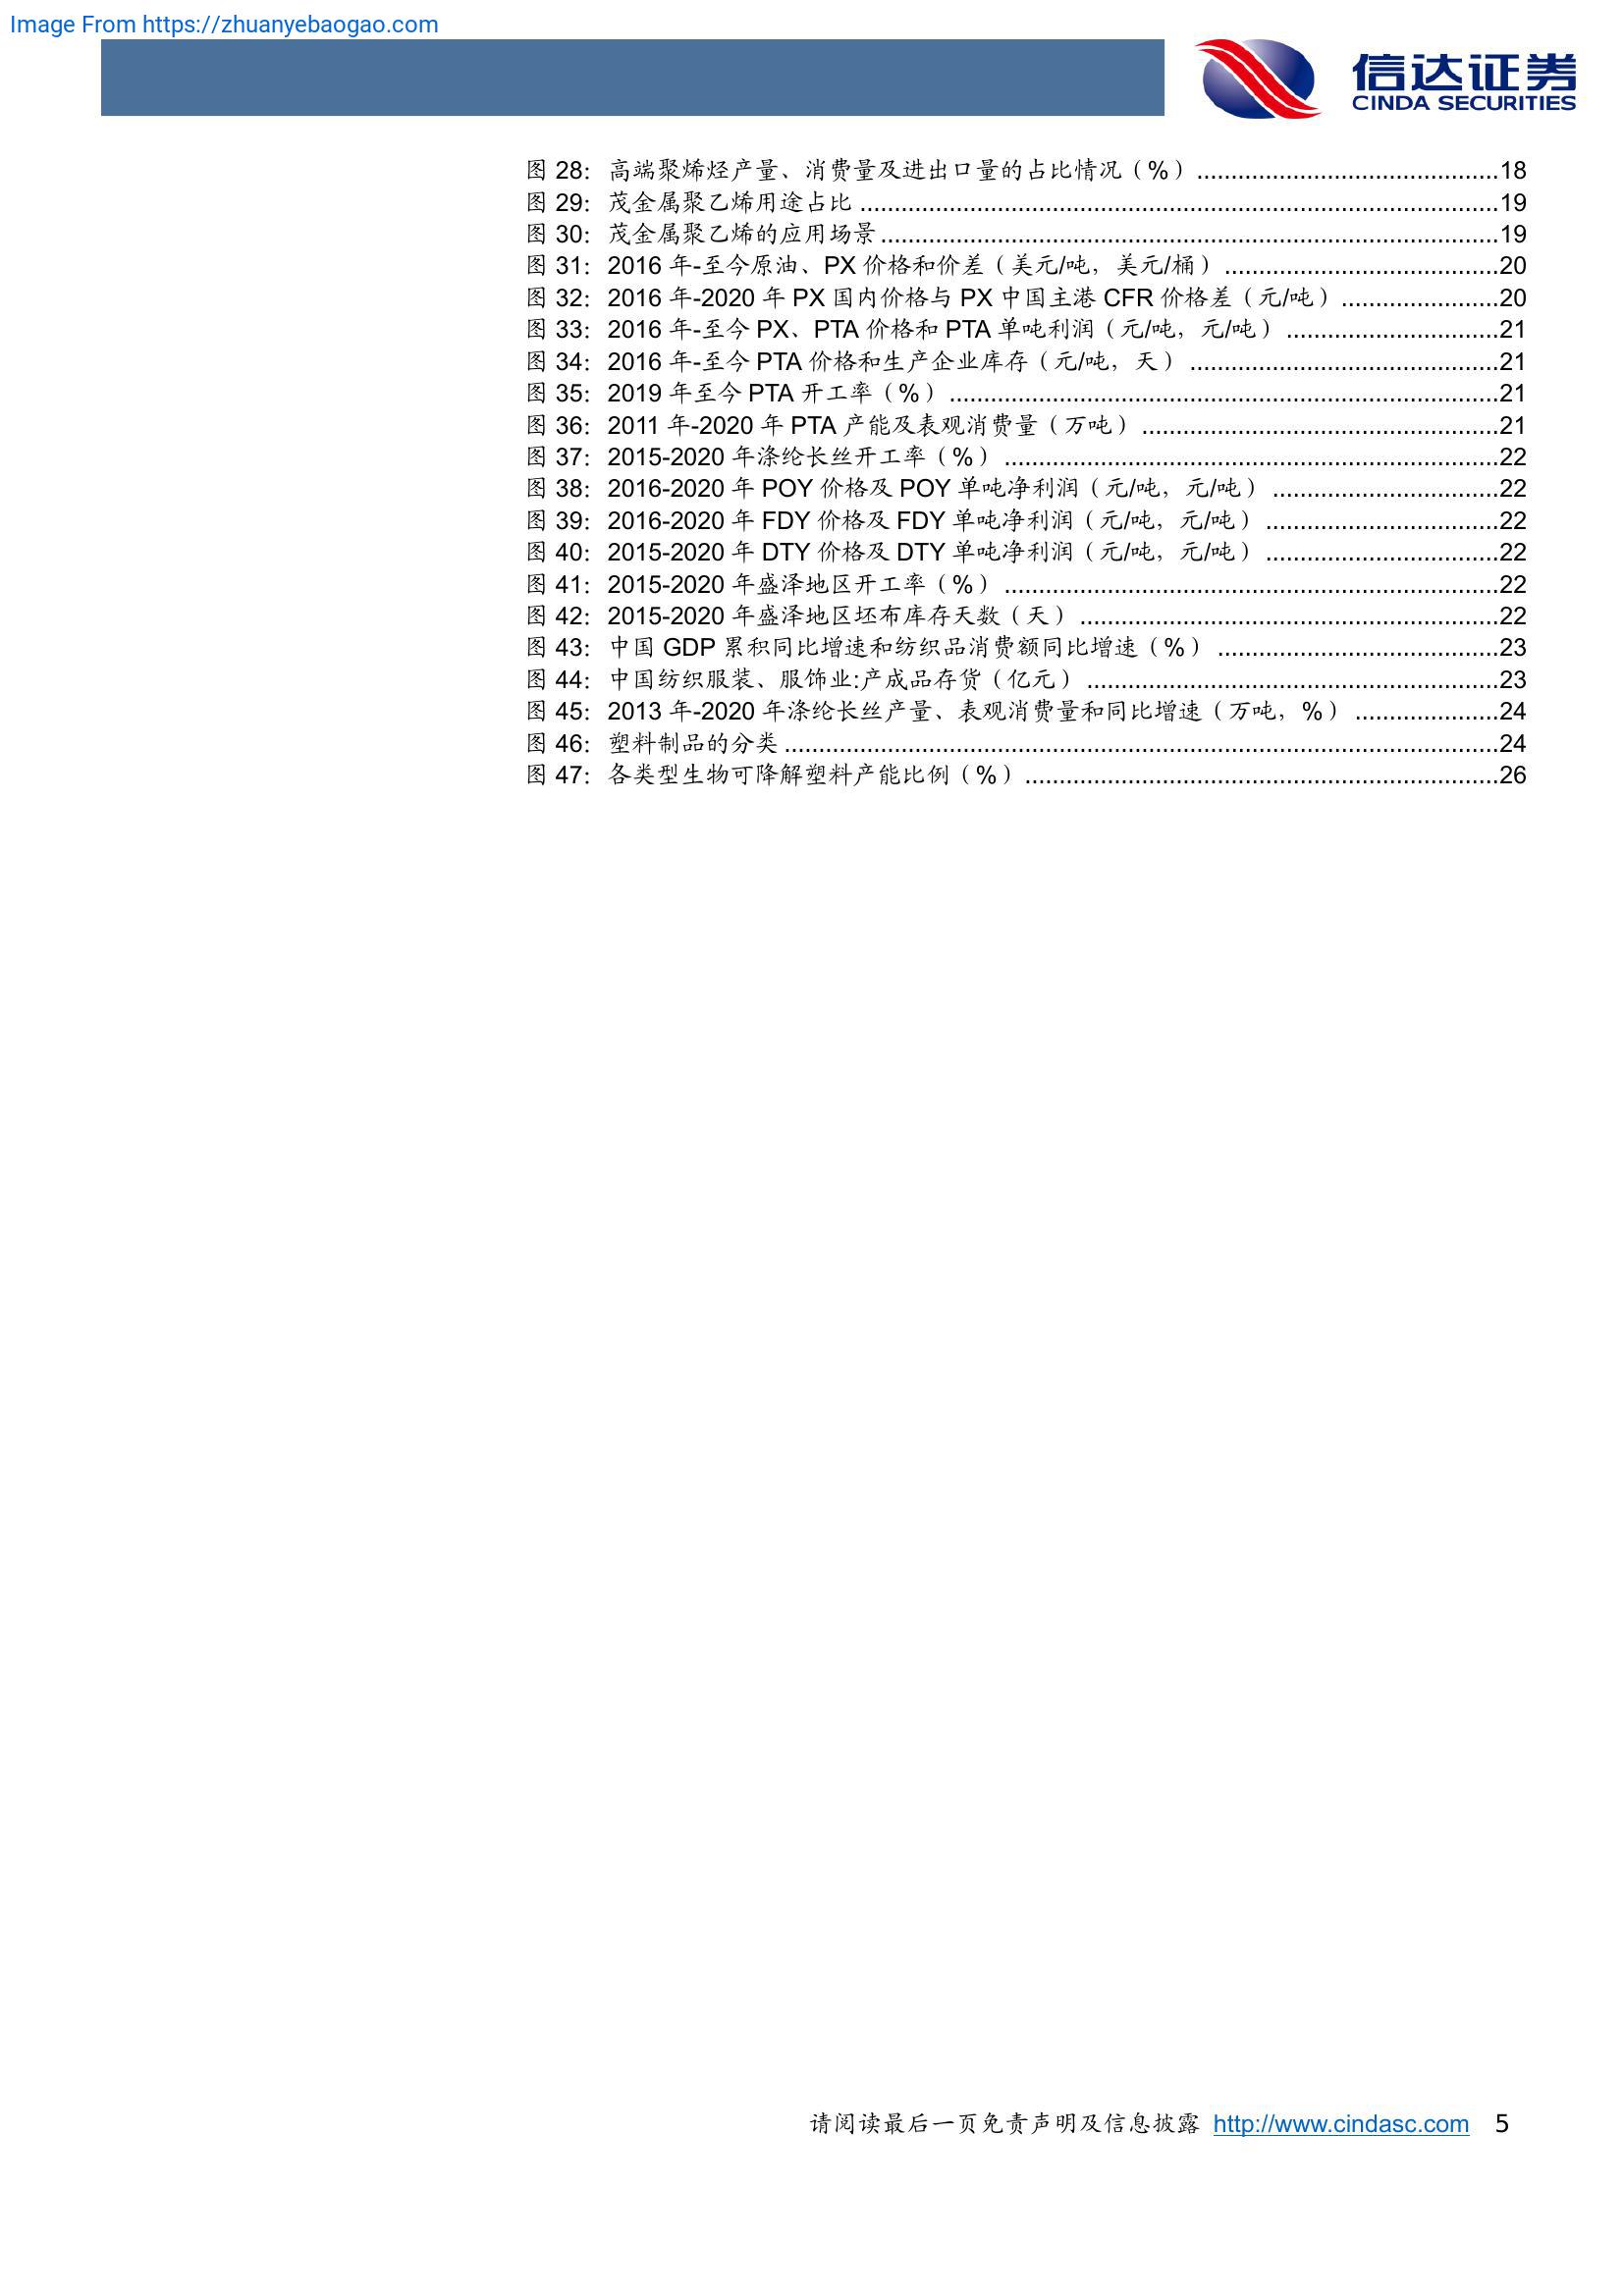 Image From https://zhuanyebaogao.com
信达证券
CINDA SECURITIES
图 28：高端聚烯烃产量、消费量及进出口量的占比情况（%）............................................18
图 29：茂金属聚乙烯用途占比.............................................................................................19
图 30：茂金属聚乙烯的应用场景..........................................................................................19
图 31：2016 年-至今原油、PX 价格和价差（美元/吨，美元/桶）........................................20
图 32：2016 年-2020 年 PX 国内价格与 PX 中国主港 CFR 价格差（元/吨）.......................20
图 33：2016 年-至今 PX、PTA 价格和 PTA 单吨利润（元/吨，元/吨）...............................21
图 34：2016 年-至今 PTA 价格和生产企业库存（元/吨，天）.............................................21
图 35：2019 年至今 PTA 开工率（%）................................................................................21
图 36：2011 年-2020 年 PTA 产能及表观消费量（万吨）....................................................21
图 37：2015-2020 年涤纶长丝开工率（%）........................................................................22
图 38：2016-2020 年 POY 价格及 POY 单吨净利润（元/吨，元/吨）.................................22
图 39：2016-2020 年 FDY 价格及 FDY 单吨净利润（元/吨，元/吨）..................................22
图 40：2015-2020 年 DTY 价格及 DTY 单吨净利润（元/吨，元/吨）..................................22
图 41：2015-2020 年盛泽地区开工率（%）........................................................................22
图 42：2015-2020 年盛泽地区坯布库存天数（天）.............................................................22
图 43：中国 GDP 累积同比增速和纺织品消费额同比增速（%）.........................................23
图 44：中国纺织服装、服饰业:产成品存货（亿元）............................................................23
图 45：2013 年-2020 年涤纶长丝产量、表观消费量和同比增速（万吨，%）.....................24
图 46：塑料制品的分类........................................................................................................24
图 47：各类型生物可降解塑料产能比例（%）.....................................................................26
请阅读最后一页免责声明及信息披露 http://www.cindasc.com 5